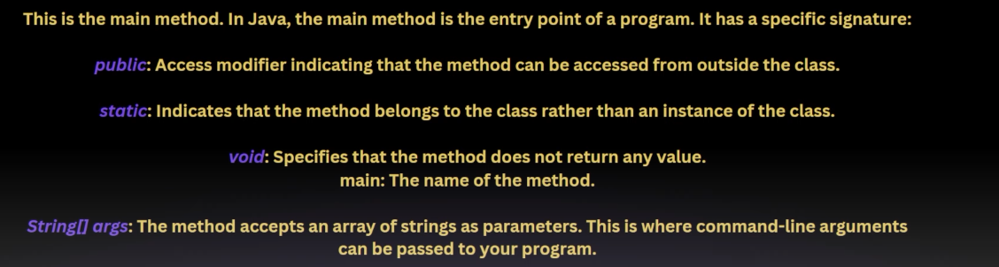 This is the main method. In Java, the main method is the entry point of a program. It has a specific signature:
public: Access modifier indicating that the method can be accessed from outside the class.
static: Indicates that the method belongs to the class rather than an instance of the class.
void: Specifies that the method does not return any value.
main: The name of the method.
String[] args: The method accepts an array of strings as parameters. This is where command-line arguments
can be passed to your program.